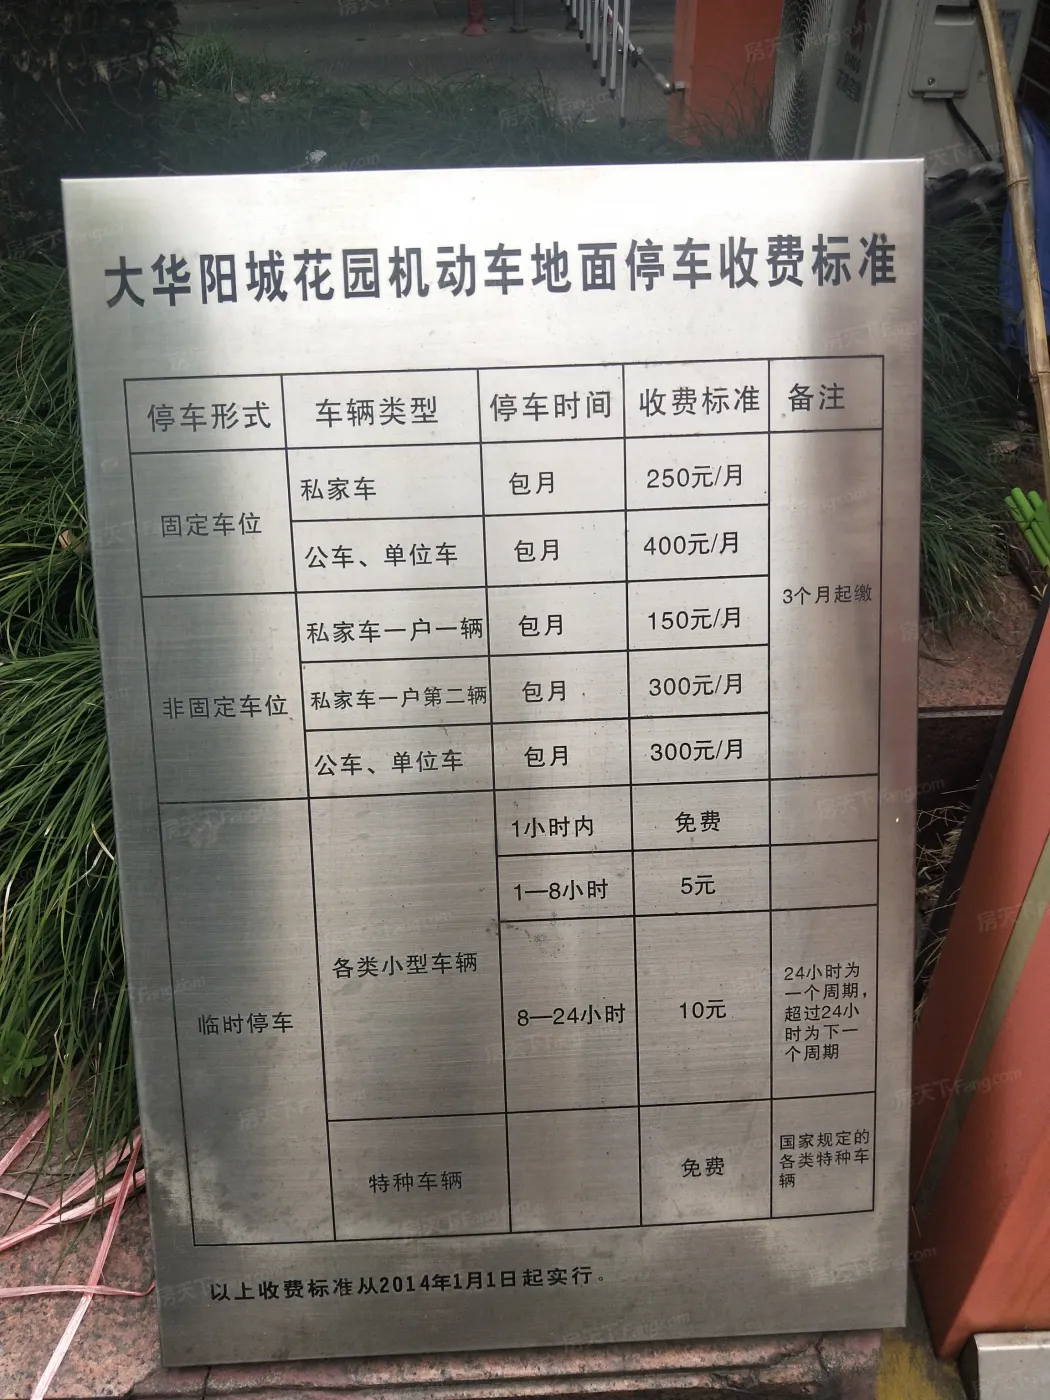 大华阳城花园机动车地面停车收费标准
停车形式 车辆类型 停车时间 收费标准 备注
固定车位 私家车 包月 250元/月
公车、单位车 包月 400元/月
3个月起缴
非固定车位 私家车一户一辆 包月 150元/月
私家车一户第二辆 包月 300元/月
公车、单位车 包月 300元/月
临时停车 各类小型车辆 1小时内 免费
1—8小时 5元
8—24小时 10元
24小时为
一个周期，
超过24小
时为下一
个周期
特种车辆 免费
国家规定的
各类特种车
辆
以上收费标准从2014年1月1日起实行。
房天下Fang.com